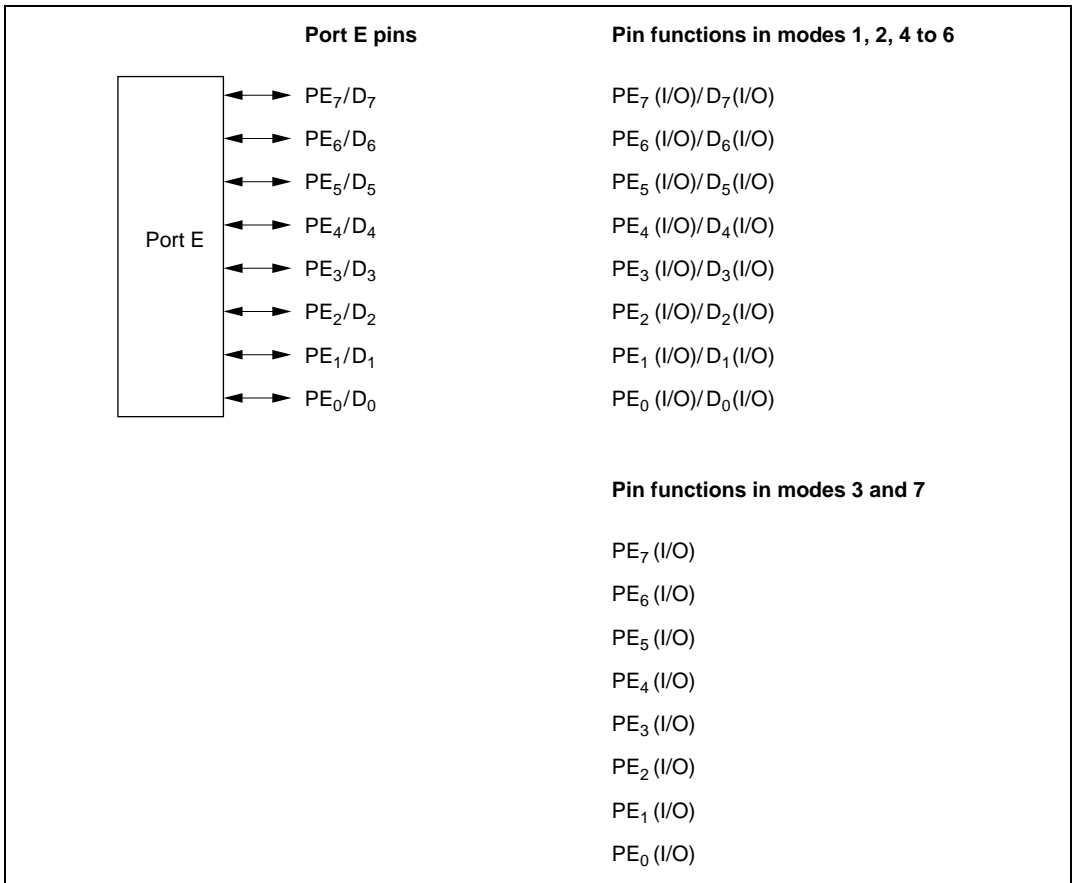 Port E pins Pin functions in modes 1, 2, 4 to 6
PE7/D7 PE7 (I/O)/D7(I/O)
PE6/D6 PE6 (I/O)/D6(I/O)
PE5/D5 PE5 (I/O)/D5(I/O)
PE4/D4 PE4 (I/O)/D4(I/O)
Port E
PE3/D3 PE3 (I/O)/D3(I/O)
PE2/D2 PE2 (I/O)/D2(I/O)
PE1/D1 PE1 (I/O)/D1(I/O)
PE0/D0 PE0 (I/O)/D0(I/O)
Pin functions in modes 3 and 7
PE7 (I/O)
PE6 (I/O)
PE5 (I/O)
PE4 (I/O)
PE3 (I/O)
PE2 (I/O)
PE1 (I/O)
PE0 (I/O)